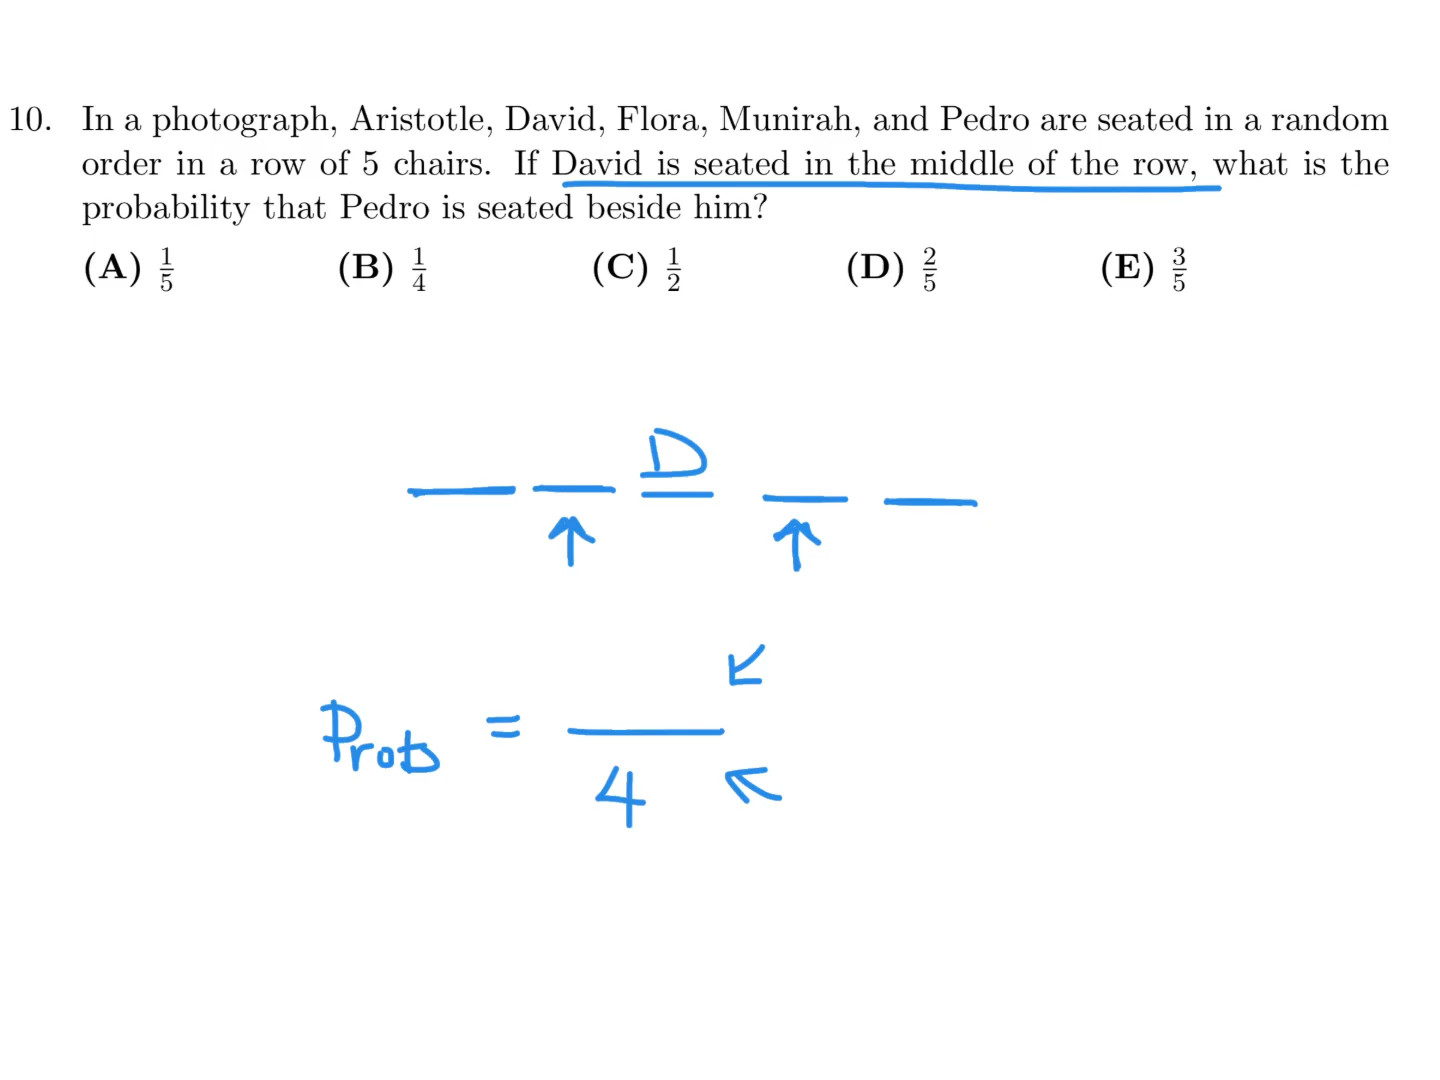 10. In a photograph, Aristotle, David, Flora, Munirah, and Pedro are seated in a random
order in a row of 5 chairs. If David is seated in the middle of the row, what is the
probability that Pedro is seated beside him?
(A) 1/5 (B) 1/4 (C) 1/2 (D) 2/5 (E) 3/5
D
Prob =
4